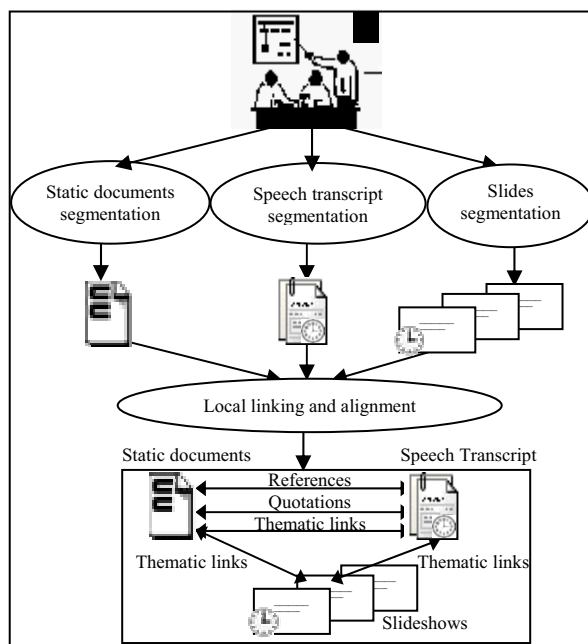 Static documents
segmentation
Speech transcript
segmentation
Slides
segmentation
Local linking and alignment
Static documents
Speech Transcript
References
Quotations
Thematic links
Thematic links
Thematic links
Slideshows